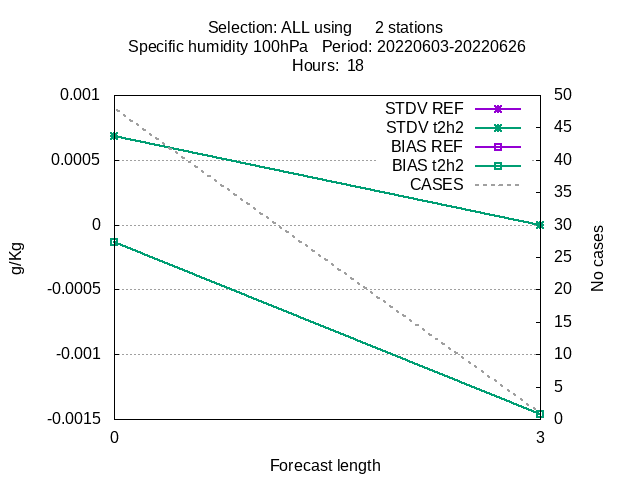 Selection: ALL using     2 stations
Specific humidity 100hPa   Period: 20220603-20220626
Hours:  18
0.001
0.0005
0
-0.0005
-0.001
-0.0015
g/Kg
STDV REF
STDV t2h2
BIAS REF
BIAS t2h2
CASES
50
45
40
35
30
25
20
15
10
5
0
No cases
0
3
Forecast length